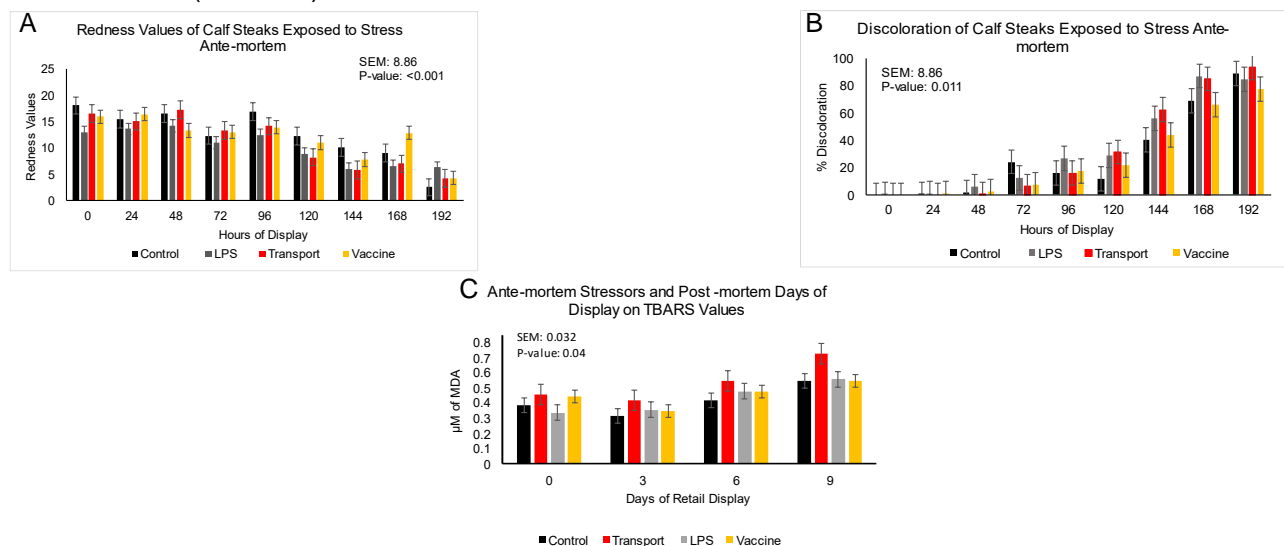 A
Redness Values of Calf Steaks Exposed to Stress
Ante-mortem
SEM: 8.86
P-value: <0.001
Redness Values
25
20
15
10
5
0
0 24 48 72 96 120 144 168 192
Hours of Display
Control LPS Transport Vaccine
B
Discoloration of Calf Steaks Exposed to Stress Ante-
mortem
SEM: 8.86
P-value: 0.011
% Discoloration
100
80
60
40
20
0
0 24 48 72 96 120 144 168 192
Hours of Display
Control LPS Transport Vaccine
C
Ante-mortem Stressors and Post -mortem Days of
Display on TBARS Values
SEM: 0.032
P-value: 0.04
µM of MDA
0.8
0.7
0.6
0.5
0.4
0.3
0.2
0.1
0
0 3 6 9
Days of Retail Display
Control Transport LPS Vaccine